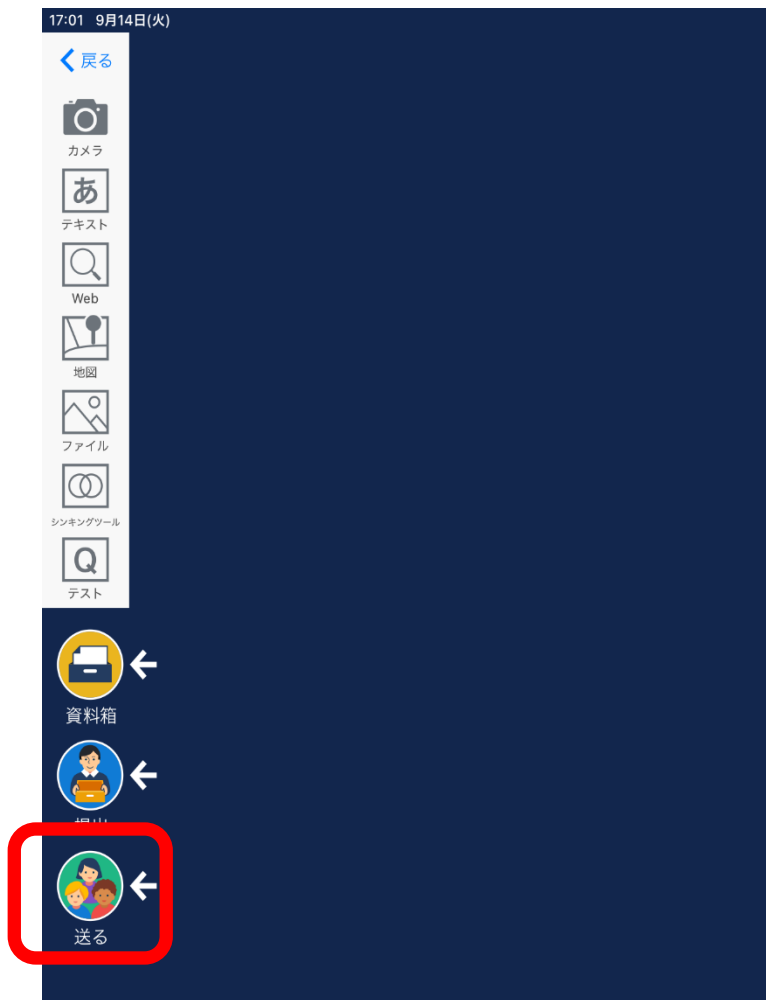 17:01 9月14日(火)
戻る
カメラ
あ
テキスト
Web
地図
ファイル
シンキングツール
Q
テスト
資料箱
送る